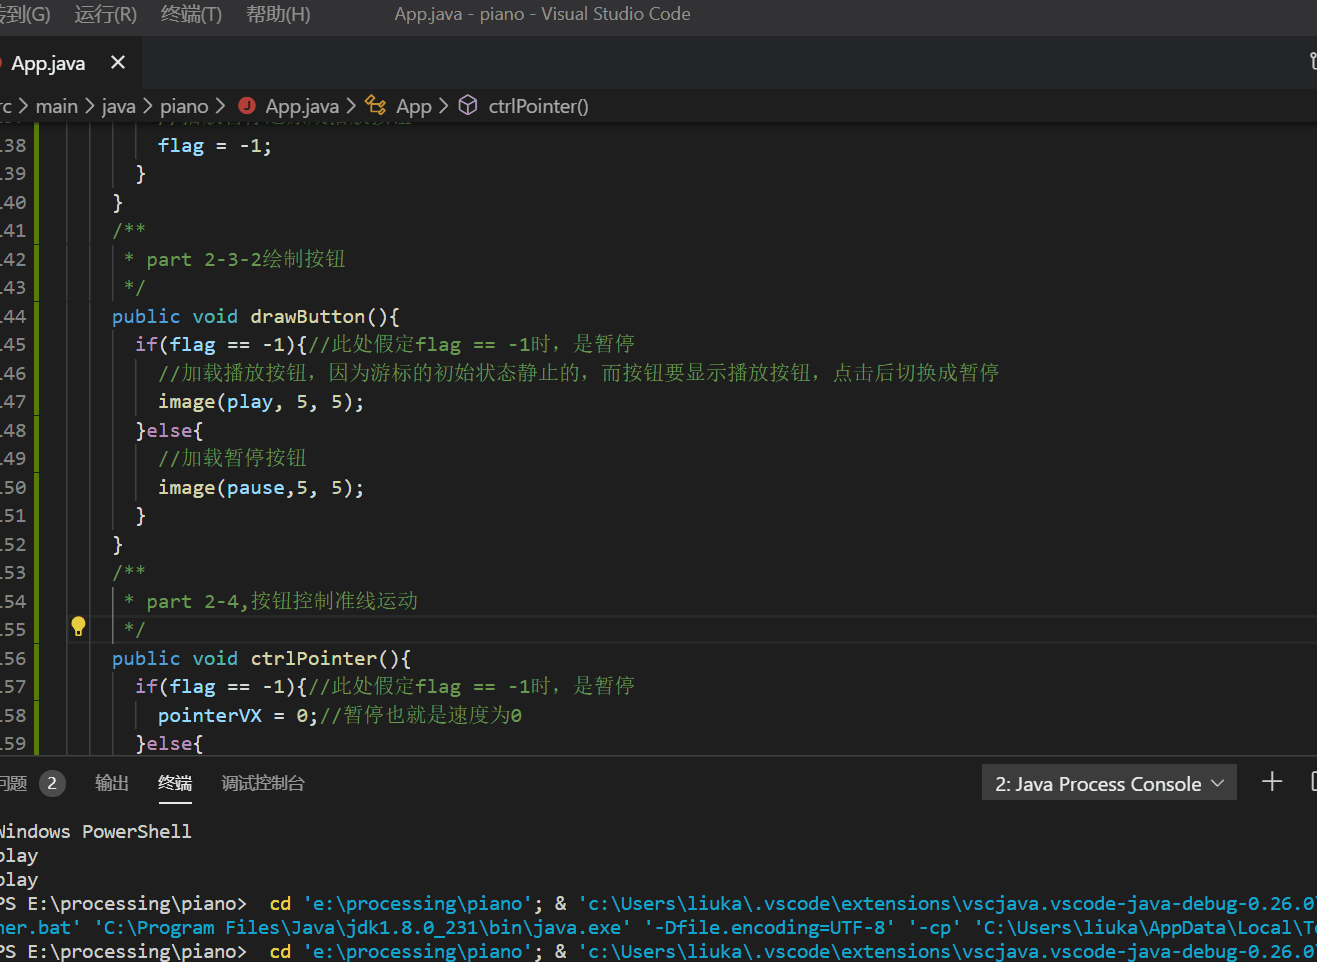 到(G) 运行(R) 终端(T) 帮助(H) App.java - piano - Visual Studio Code
App.java ×
rc > main > java > piano > J App.java > App > ctrlPointer()
38 flag = -1;
39 }
40 }
41 /**
42 * part 2-3-2绘制按钮
43 */
44 public void drawButton(){
45 if(flag == -1){//此处假定flag == -1时，是暂停
46 //加载播放按钮，因为游标的初始状态静止的，而按钮要显示播放按钮，点击后切换成暂停
47 image(play, 5, 5);
48 }else{
49 //加载暂停按钮
50 image(pause,5, 5);
51 }
52 }
53 /**
54 * part 2-4,按钮控制准线运动
55 */
56 public void ctrlPointer(){
57 if(flag == -1){//此处假定flag == -1时，是暂停
58 pointerVX = 0;//暂停也就是速度为0
59 }else{
问题 2 输出 终端 调试控制台 2: Java Process Console
Windows PowerShell
play
play
PS E:\processing\piano> cd 'e:\processing\piano'; & 'c:\Users\liuka\.vscode\extensions\vscjava.vscode-java-debug-0.26.0
her.bat' 'C:\Program Files\Java\jdk1.8.0_231\bin\java.exe' '-Dfile.encoding=UTF-8' '-cp' 'C:\Users\liuka\AppData\Local\Te
PS E:\processing\piano> cd 'e:\processing\piano'; & 'c:\Users\liuka\.vscode\extensions\vscjava.vscode-java-debug-0.26.0